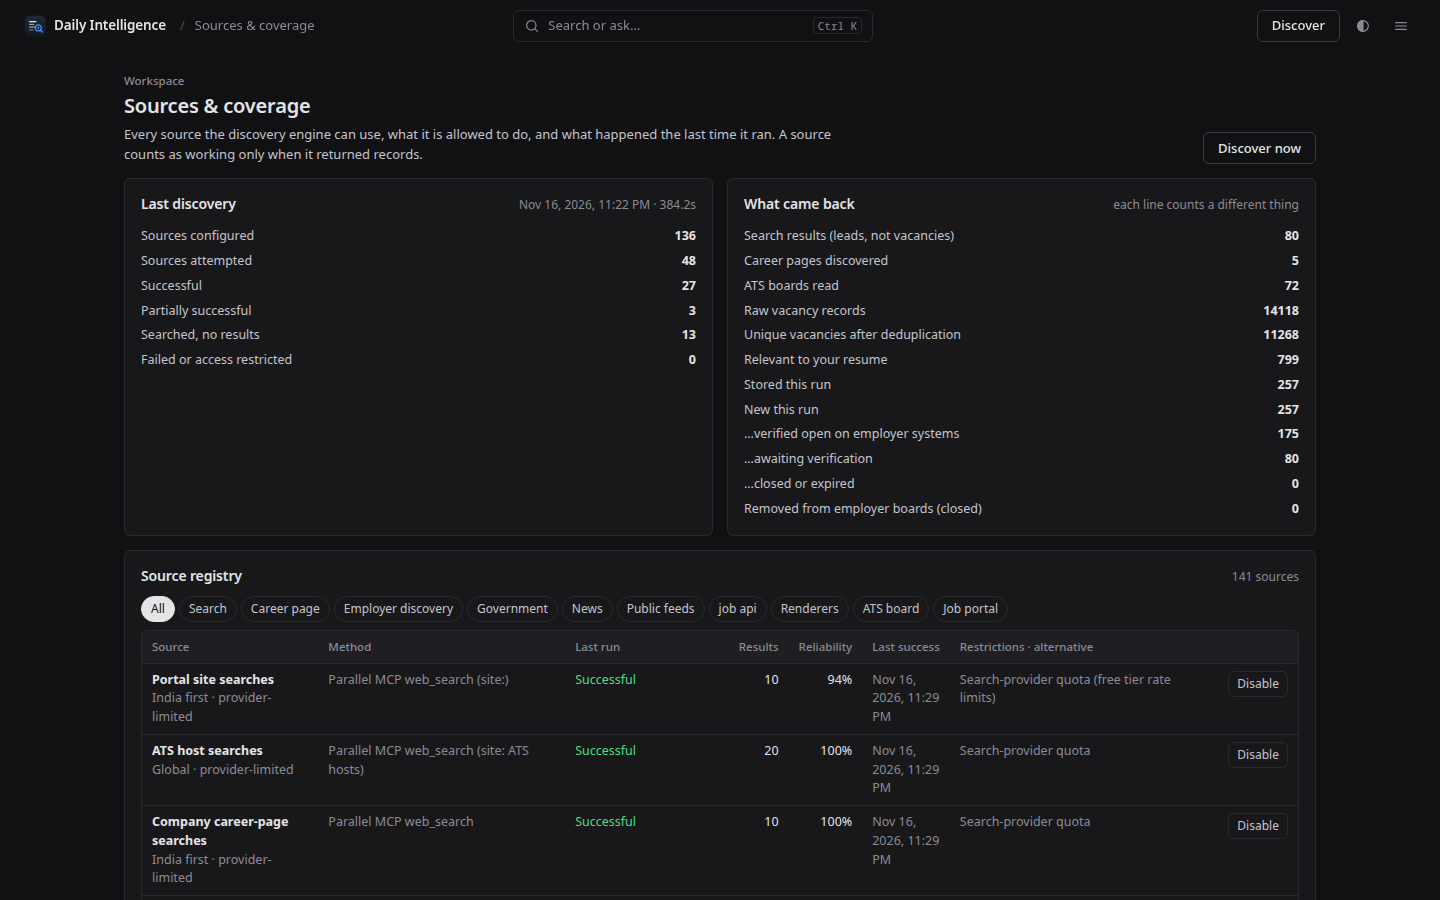 Daily Intelligence / Sources & coverage
Search or ask...
Ctrl K
Discover
Workspace
Sources & coverage
Every source the discovery engine can use, what it is allowed to do, and what happened the last time it ran. A source
counts as working only when it returned records.
Discover now
Last discovery
Nov 16, 2026, 11:22 PM · 384.2s
Sources configured 136
Sources attempted 48
Successful 27
Partially successful 3
Searched, no results 13
Failed or access restricted 0
What came back
each line counts a different thing
Search results (leads, not vacancies) 80
Career pages discovered 5
ATS boards read 72
Raw vacancy records 14118
Unique vacancies after deduplication 11268
Relevant to your resume 799
Stored this run 257
New this run 257
...verified open on employer systems 175
...awaiting verification 80
...closed or expired 0
Removed from employer boards (closed) 0
Source registry
141 sources
All Search Career page Employer discovery Government News Public feeds job api Renderers ATS board Job portal
Source Method Last run Results Reliability Last success Restrictions · alternative
Portal site searches
India first · provider-
limited
Parallel MCP web_search (site:)
Successful
10
94%
Nov 16,
2026, 11:29
PM
Search-provider quota (free tier rate
limits)
Disable
ATS host searches
Global · provider-limited
Parallel MCP web_search (site: ATS
hosts)
Successful
20
100%
Nov 16,
2026, 11:29
PM
Search-provider quota
Disable
Company career-page
searches
India first · provider-
limited
Parallel MCP web_search
Successful
10
100%
Nov 16,
2026, 11:29
PM
Search-provider quota
Disable